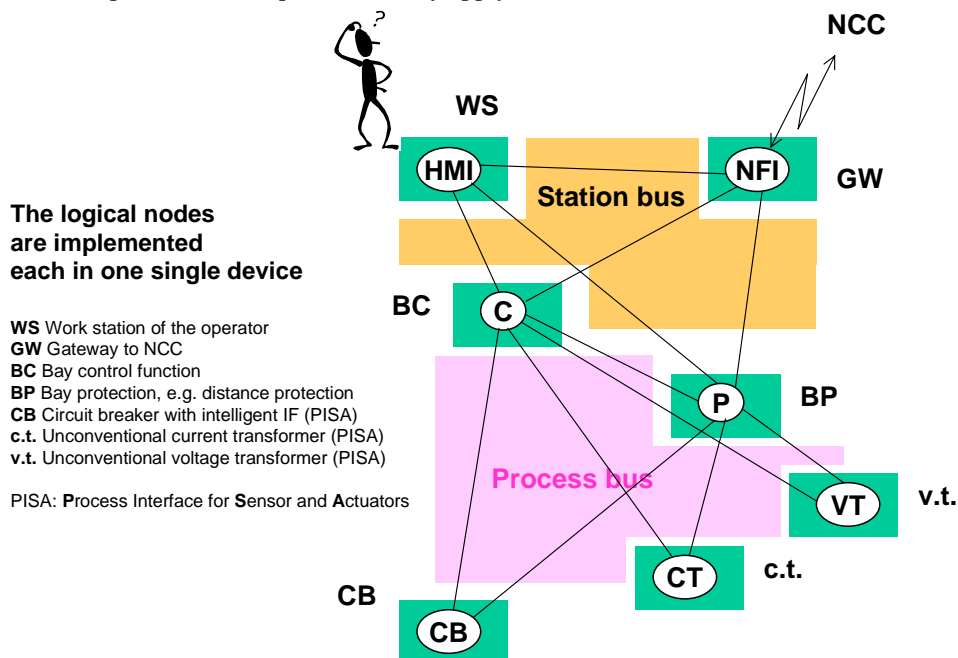 ?
NCC
WS
HMI
NFI
GW
Station bus
The logical nodes
are implemented
each in one single device
BC
C
WS Work station of the operator
GW Gateway to NCC
BC Bay control function
BP Bay protection, e.g. distance protection
CB Circuit breaker with intelligent IF (PISA)
c.t. Unconventional current transformer (PISA)
v.t. Unconventional voltage transformer (PISA)
P
BP
Process bus
PISA: Process Interface for Sensor and Actuators
VT
v.t.
CT
c.t.
CB
CB